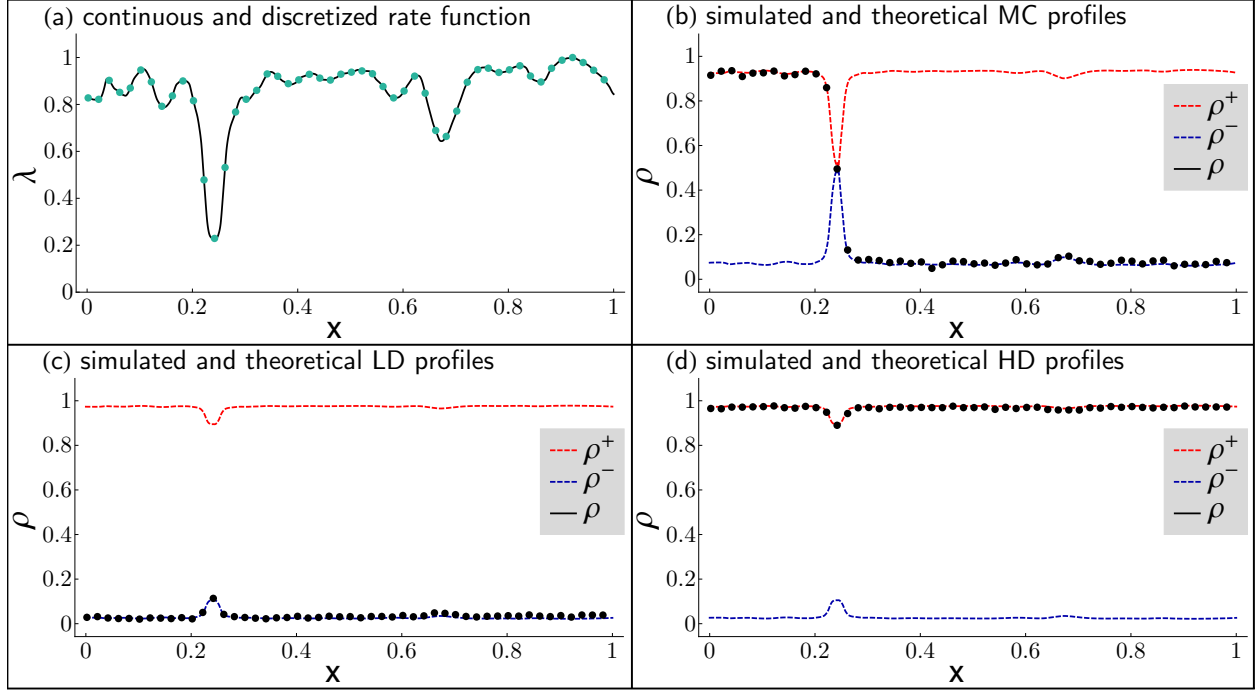 (a) continuous and discretized rate function
1
0.8
0.6
0.4
0.2
0
λ
0 0.2 0.4 0.6 0.8 1
x
(b) simulated and theoretical MC profiles
1
0.8
0.6
0.4
0.2
0
ρ
ρ⁺
ρ⁻
ρ
0 0.2 0.4 0.6 0.8 1
x
(c) simulated and theoretical LD profiles
1
0.8
0.6
0.4
0.2
0
ρ
ρ⁺
ρ⁻
ρ
0 0.2 0.4 0.6 0.8 1
x
(d) simulated and theoretical HD profiles
1
0.8
0.6
0.4
0.2
0
ρ
ρ⁺
ρ⁻
ρ
0 0.2 0.4 0.6 0.8 1
x